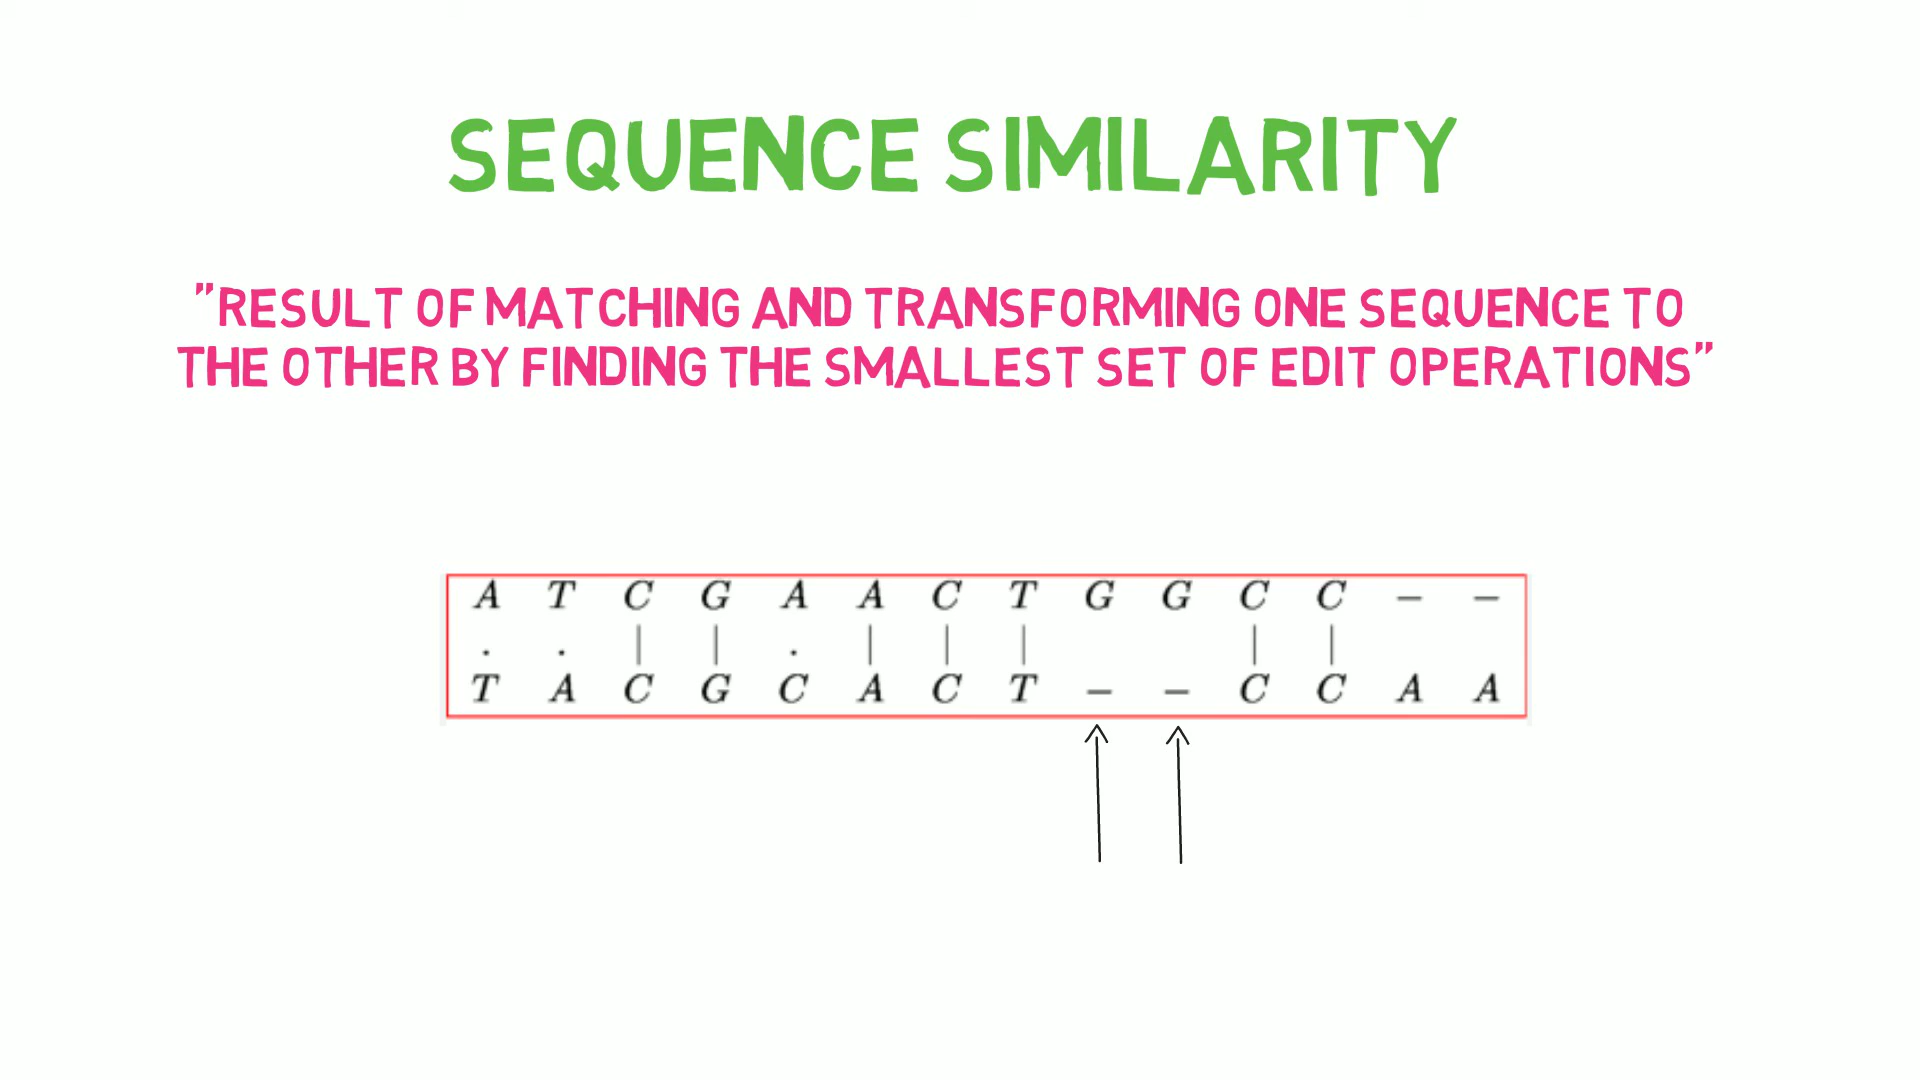 SEQUENCE SIMILARITY
"RESULT OF MATCHING AND TRANSFORMING ONE SEQUENCE TO
THE OTHER BY FINDING THE SMALLEST SET OF EDIT OPERATIONS"
A T C G A A C T G G C C – –
. . | | . | | | | |
T A C G C A C T – – C C A A